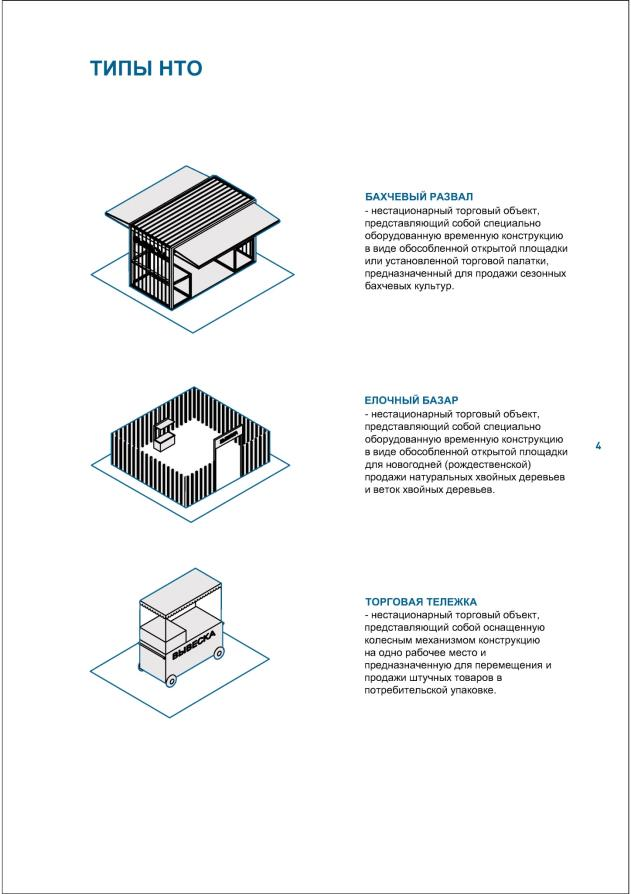 ТИПЫ НТО
БАХЧЕВЫЙ РАЗВАЛ
- нестационарный торговый объект,
представляющий собой специально
оборудованную временную конструкцию
в виде обособленной открытой площадки
или установленной торговой палатки,
предназначенный для продажи сезонных
бахчевых культур.
ЕЛОЧНЫЙ БАЗАР
- нестационарный торговый объект,
представляющий собой специально
оборудованную временную конструкцию
в виде обособленной открытой площадки
для новогодней (рождественской)
продажи натуральных хвойных деревьев
и веток хвойных деревьев.
4
ТОРГОВАЯ ТЕЛЕЖКА
- нестационарный торговый объект,
представляющий собой оснащенную
колесным механизмом конструкцию
на одно рабочее место и
предназначенную для перемещения и
продажи штучных товаров в
потребительской упаковке.
ВЫВЕСКА